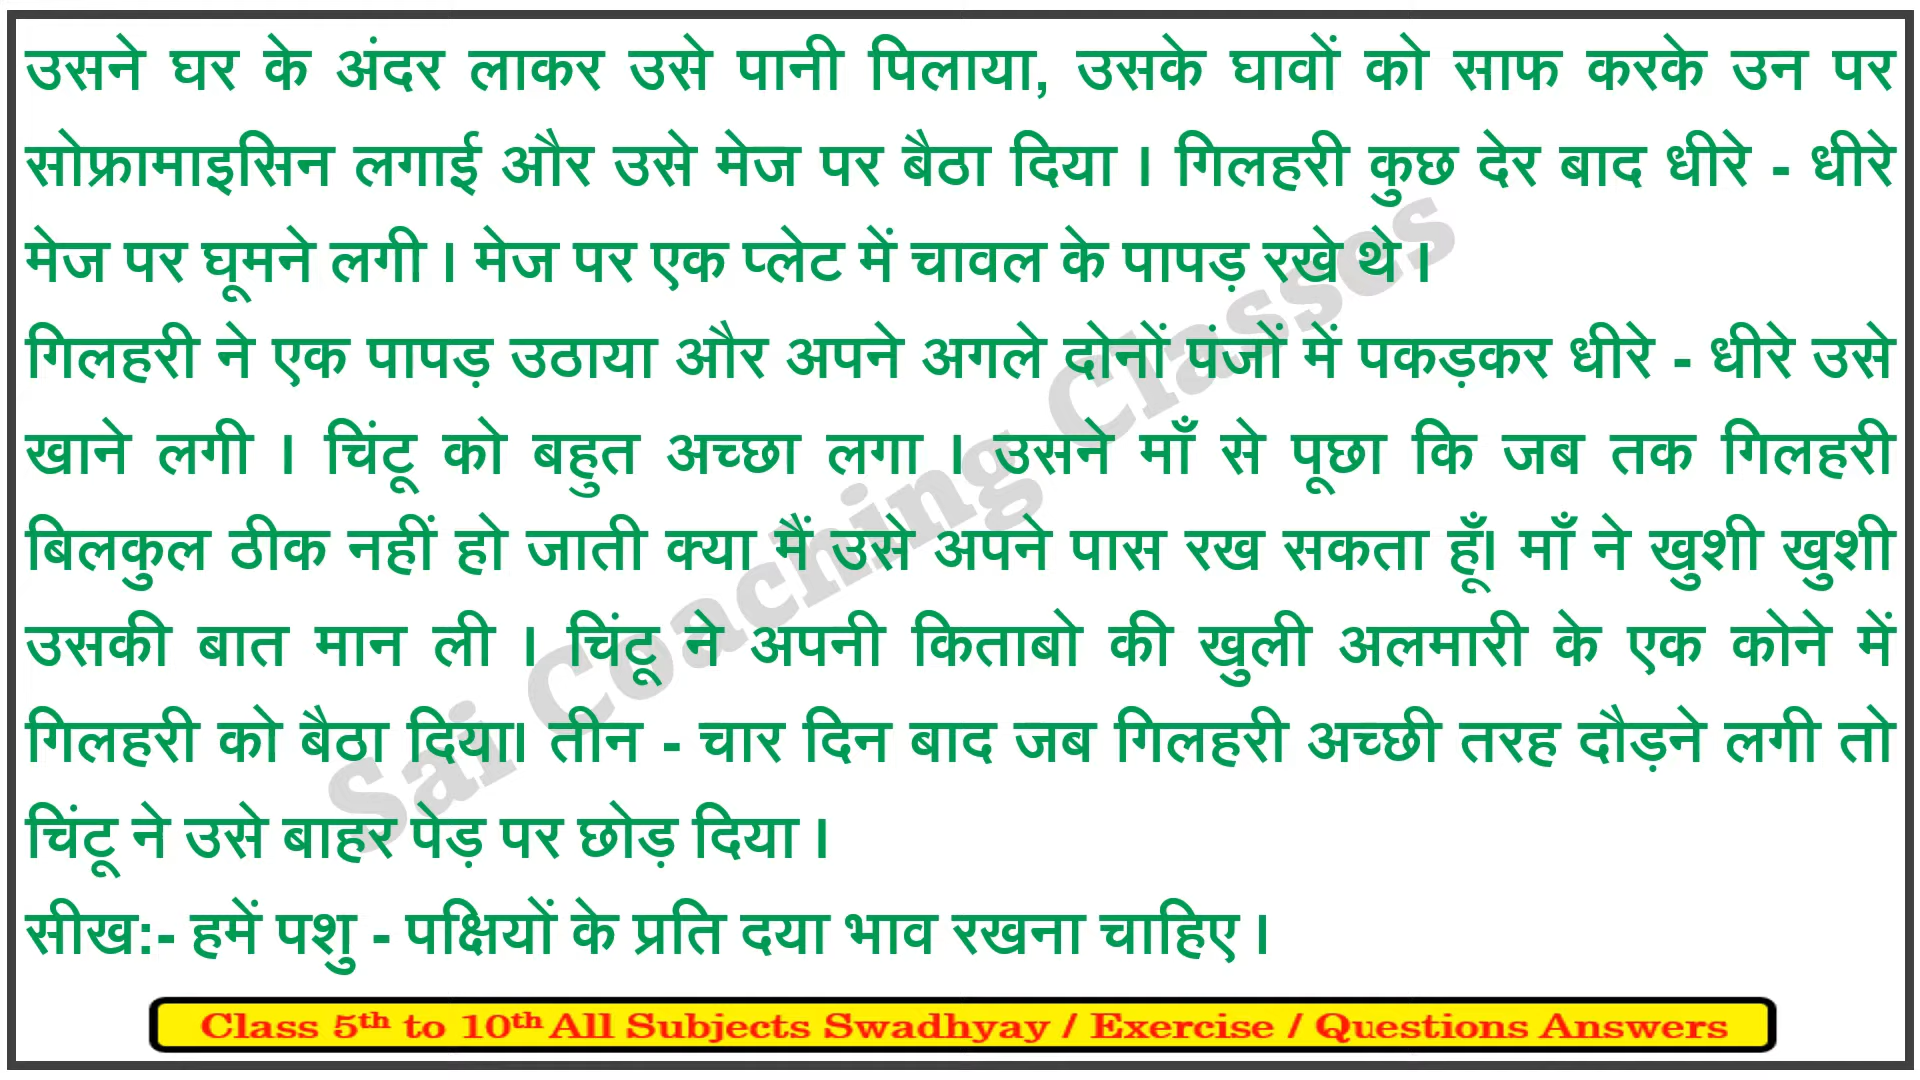 उसने घर के अंदर लाकर उसे पानी पिलाया, उसके घावों को साफ करके उन पर
सोफ्रामाइसिन लगाई और उसे मेज पर बैठा दिया । गिलहरी कुछ देर बाद धीरे - धीरे
मेज पर घूमने लगी । मेज पर एक प्लेट में चावल के पापड़ रखे थे ।
गिलहरी ने एक पापड़ उठाया और अपने अगले दोनों पंजों में पकड़कर धीरे - धीरे उसे
खाने लगी । चिंटू को बहुत अच्छा लगा । उसने माँ से पूछा कि जब तक गिलहरी
बिलकुल ठीक नहीं हो जाती क्या मैं उसे अपने पास रख सकता हूँ। माँ ने खुशी खुशी
उसकी बात मान ली । चिंटू ने अपनी किताबो की खुली अलमारी के एक कोने में
गिलहरी को बैठा दिया। तीन - चार दिन बाद जब गिलहरी अच्छी तरह दौड़ने लगी तो
चिंटू ने उसे बाहर पेड़ पर छोड़ दिया ।
सीख:- हमें पशु - पक्षियों के प्रति दया भाव रखना चाहिए ।
Sai Coaching Classes
Class 5th to 10th All Subjects Swadhyay / Exercise / Questions Answers